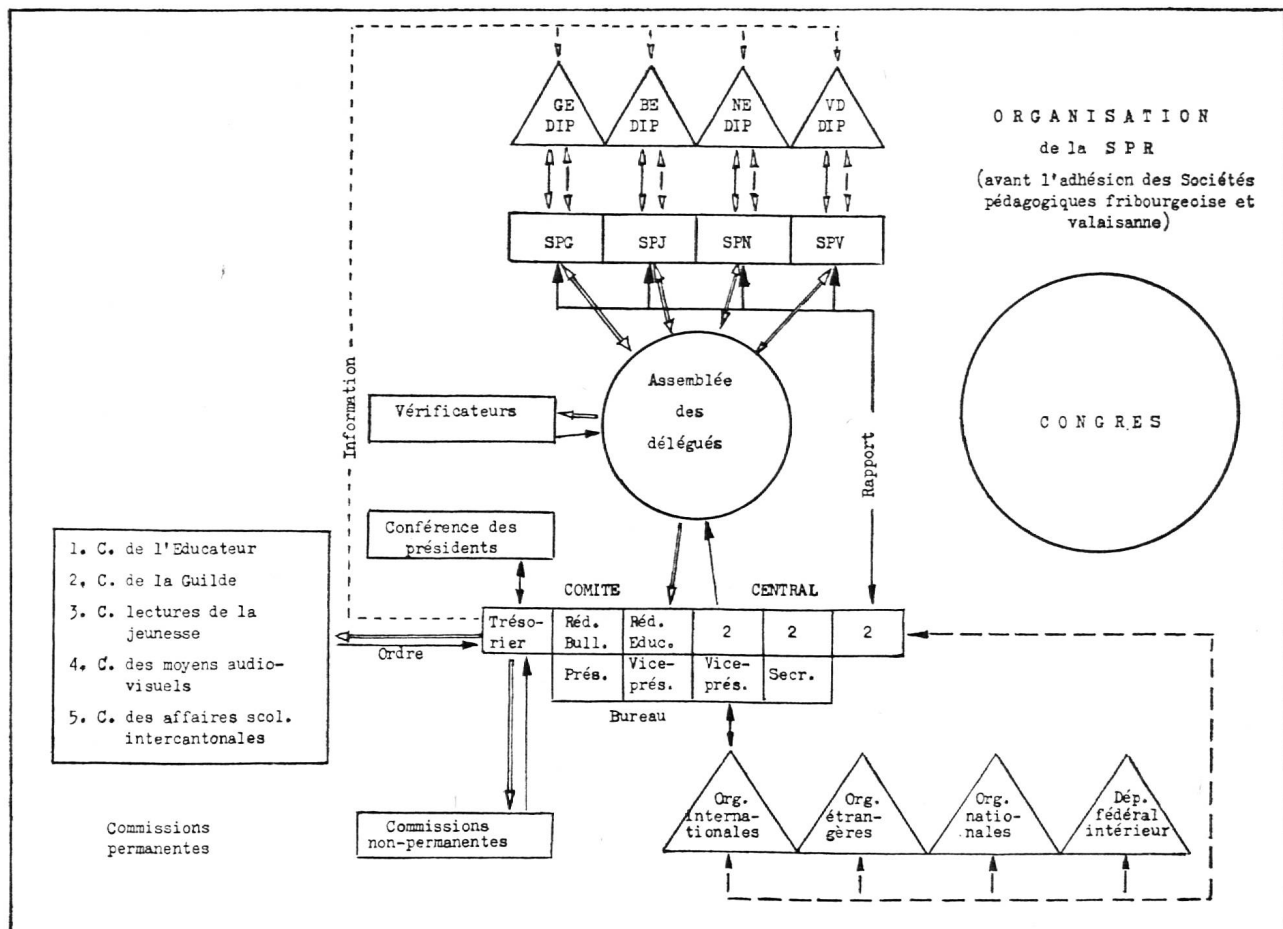 GE BE NE VD
DIP DIP DIP DIP
ORGANISATION
de la SPR
(avant l'adhésion des Sociétés
pédagogiques fribourgeoise et
valaisanne)
SPG SPJ SPN SPV
Information
Assemblée
des
délégués
Vérificateurs
CONGRES
Rapport
Conférence des
présidents
1. C. de l'Educateur
2. C. de la Guilde
3. C. lectures de la
jeunesse
4. C. des moyens audio-
visuels
5. C. des affaires scol.
intercantonales
COMITE CENTRAL
Tréso-
rier
Réd.
Bull.
Réd.
Educ.
2 2 2
Ordre
Prés.
Vice-
prés.
Vice-
prés.
Secr.
Bureau
Org.
Interna-
tionales
Org.
étran-
gères
Org.
natio-
nales
Dép.
fédéral
intérieur
Commissions
permanentes
Commissions
non-permanentes